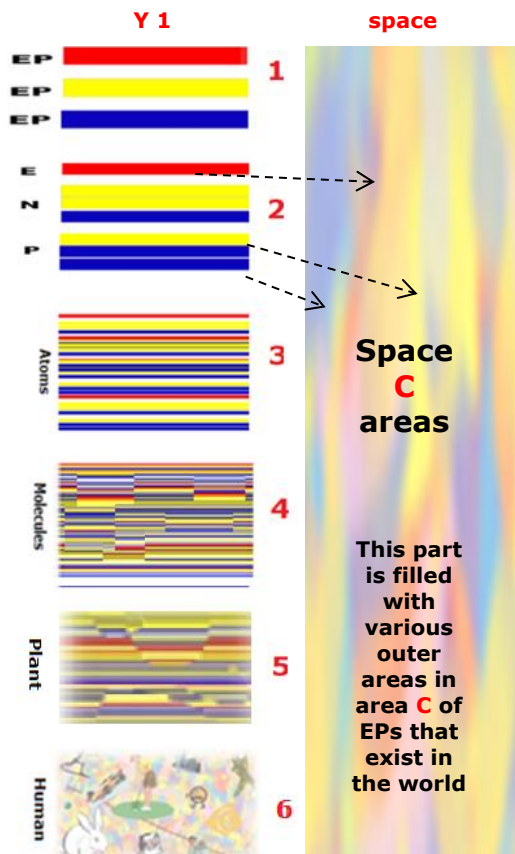 Y 1
space
EP
1
EP
EP
E
2
N
P
Atoms
3
Space
C
areas
Molecules
4
This part
is filled
with
various
outer
areas in
area C of
EPs that
exist in
the world
Plant
5
Human
6